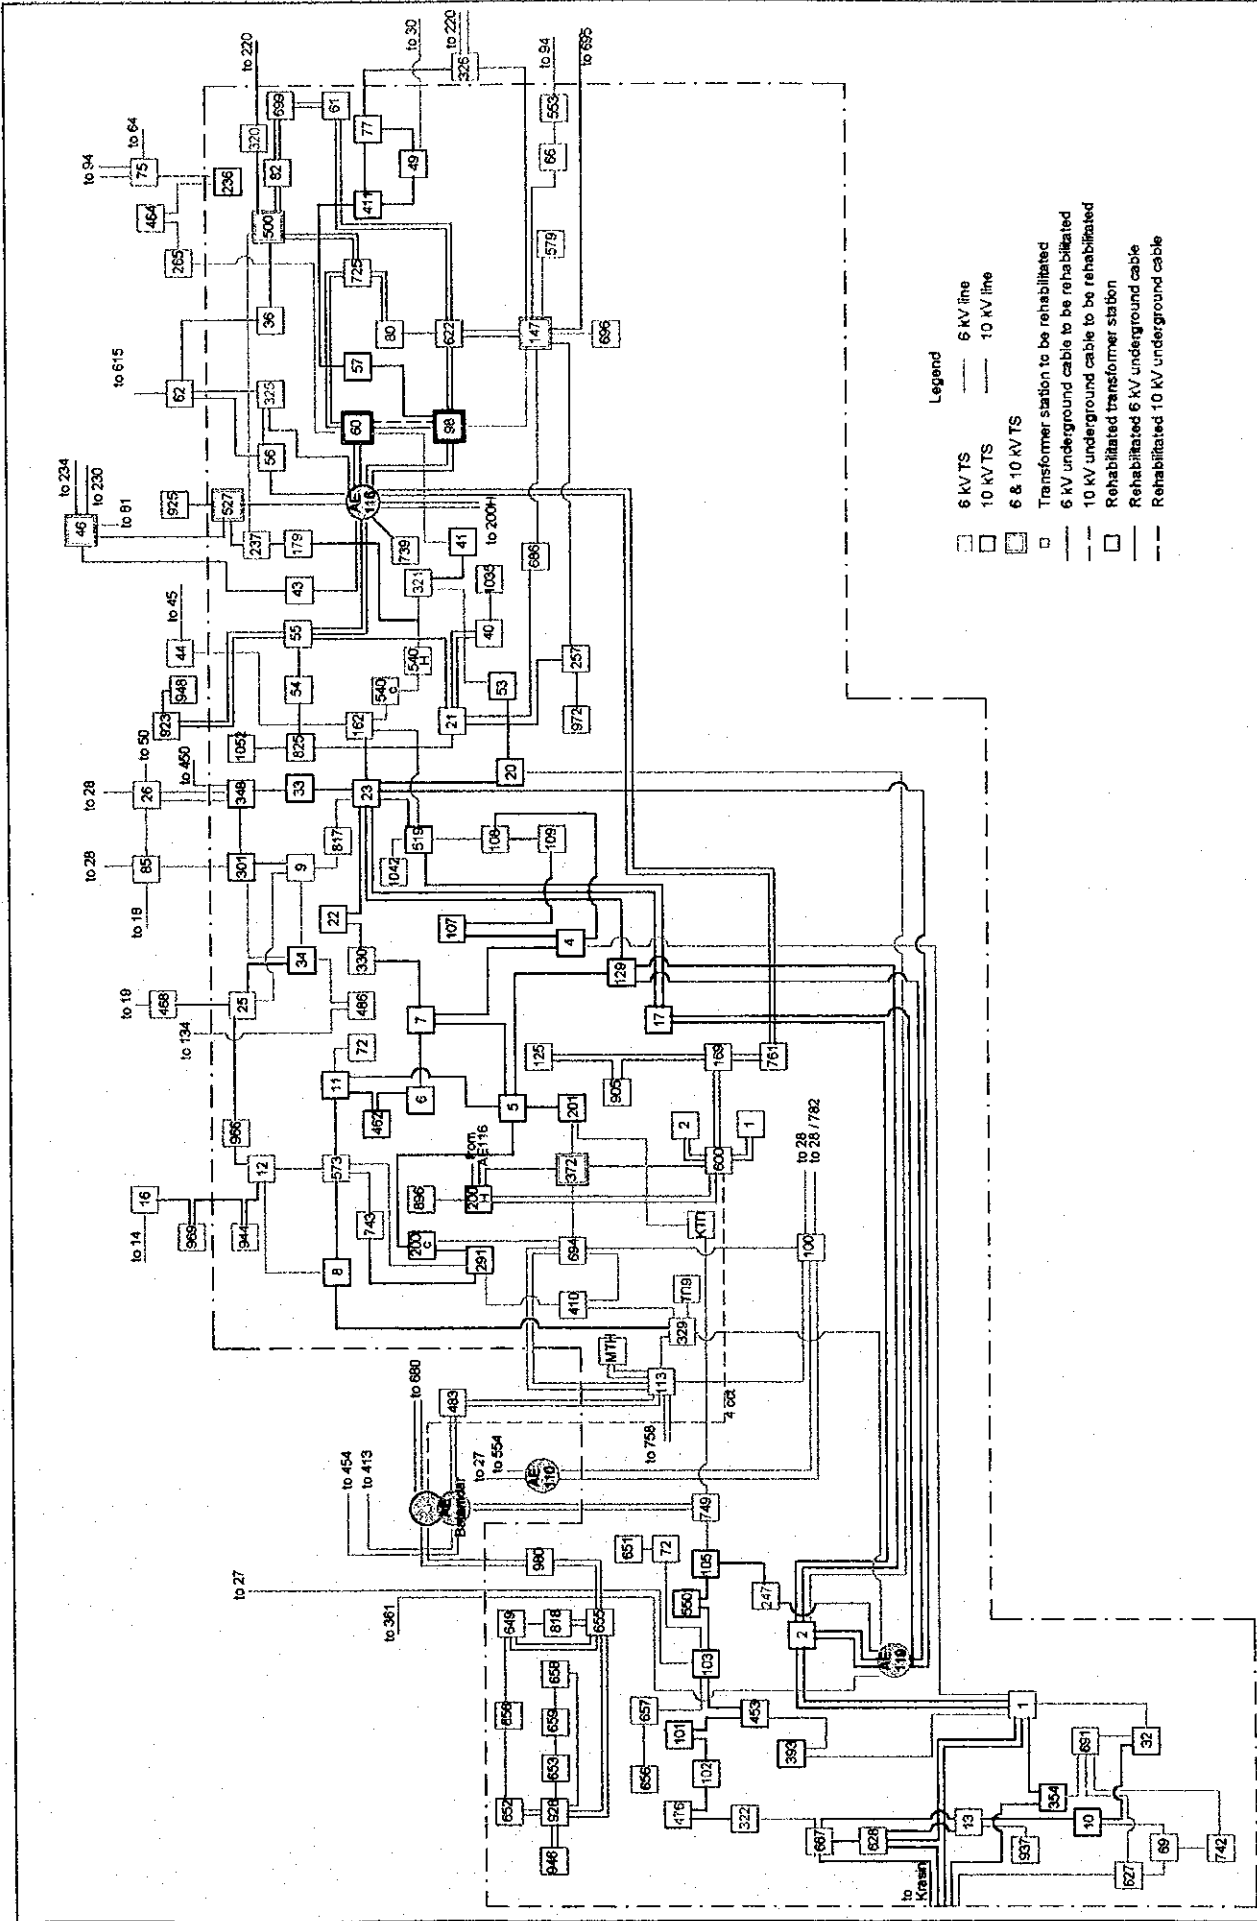 to 94
to 64
75
464
265
236
to 220
320
699
82
61
500
to 30
to 220
326
77
49
411
to 94
to 695
553
66
579
725
80
622
147
696
36
57
to 615
62
325
56
60
98
to 234
to 230
46
to 81
925
527
AE
116
to 200H
237
179
739
41
43
321
1035
686
to 45
44
55
40
540
H
257
948
923
54
540
c
53
972
162
21
1052
825
to 50
to 450
to 28
26
348
33
23
20
to 28
85
to 18
301
9
817
519
1042
108
109
22
107
4
34
330
129
to 19
468
25
to 134
486
7
17
72
11
125
169
761
905
462
6
5
201
966
2
1
from
AE116
12
573
372
600
to 28
to 28 / 782
16
to 14
969
944
896
200
H
743
200
c
694
KTП
100
8
291
410
709
329
MTH
113
to 680
483
4 cct
to 758
to 454
to 413
to 27
to 554
AE
110
AE
Badamdar
749
980
651
72
105
to 27
to 361
550
247
649
818
655
2
103
AE
119
658
659
653
656
657
453
101
1
393
656
102
691
32
652
928
476
354
322
946
667
628
13
10
937
69
742
627
to
Krasin
Legend
6 kV TS
6 kV line
10 kV TS
10 kV line
6 & 10 kV TS
Transformer station to be rehabilitated
6 kV underground cable to be rehabilitated
10 kV underground cable to be rehabilitated
Rehabilitated transformer station
Rehabilitated 6 kV underground cable
Rehabilitated 10 kV underground cable